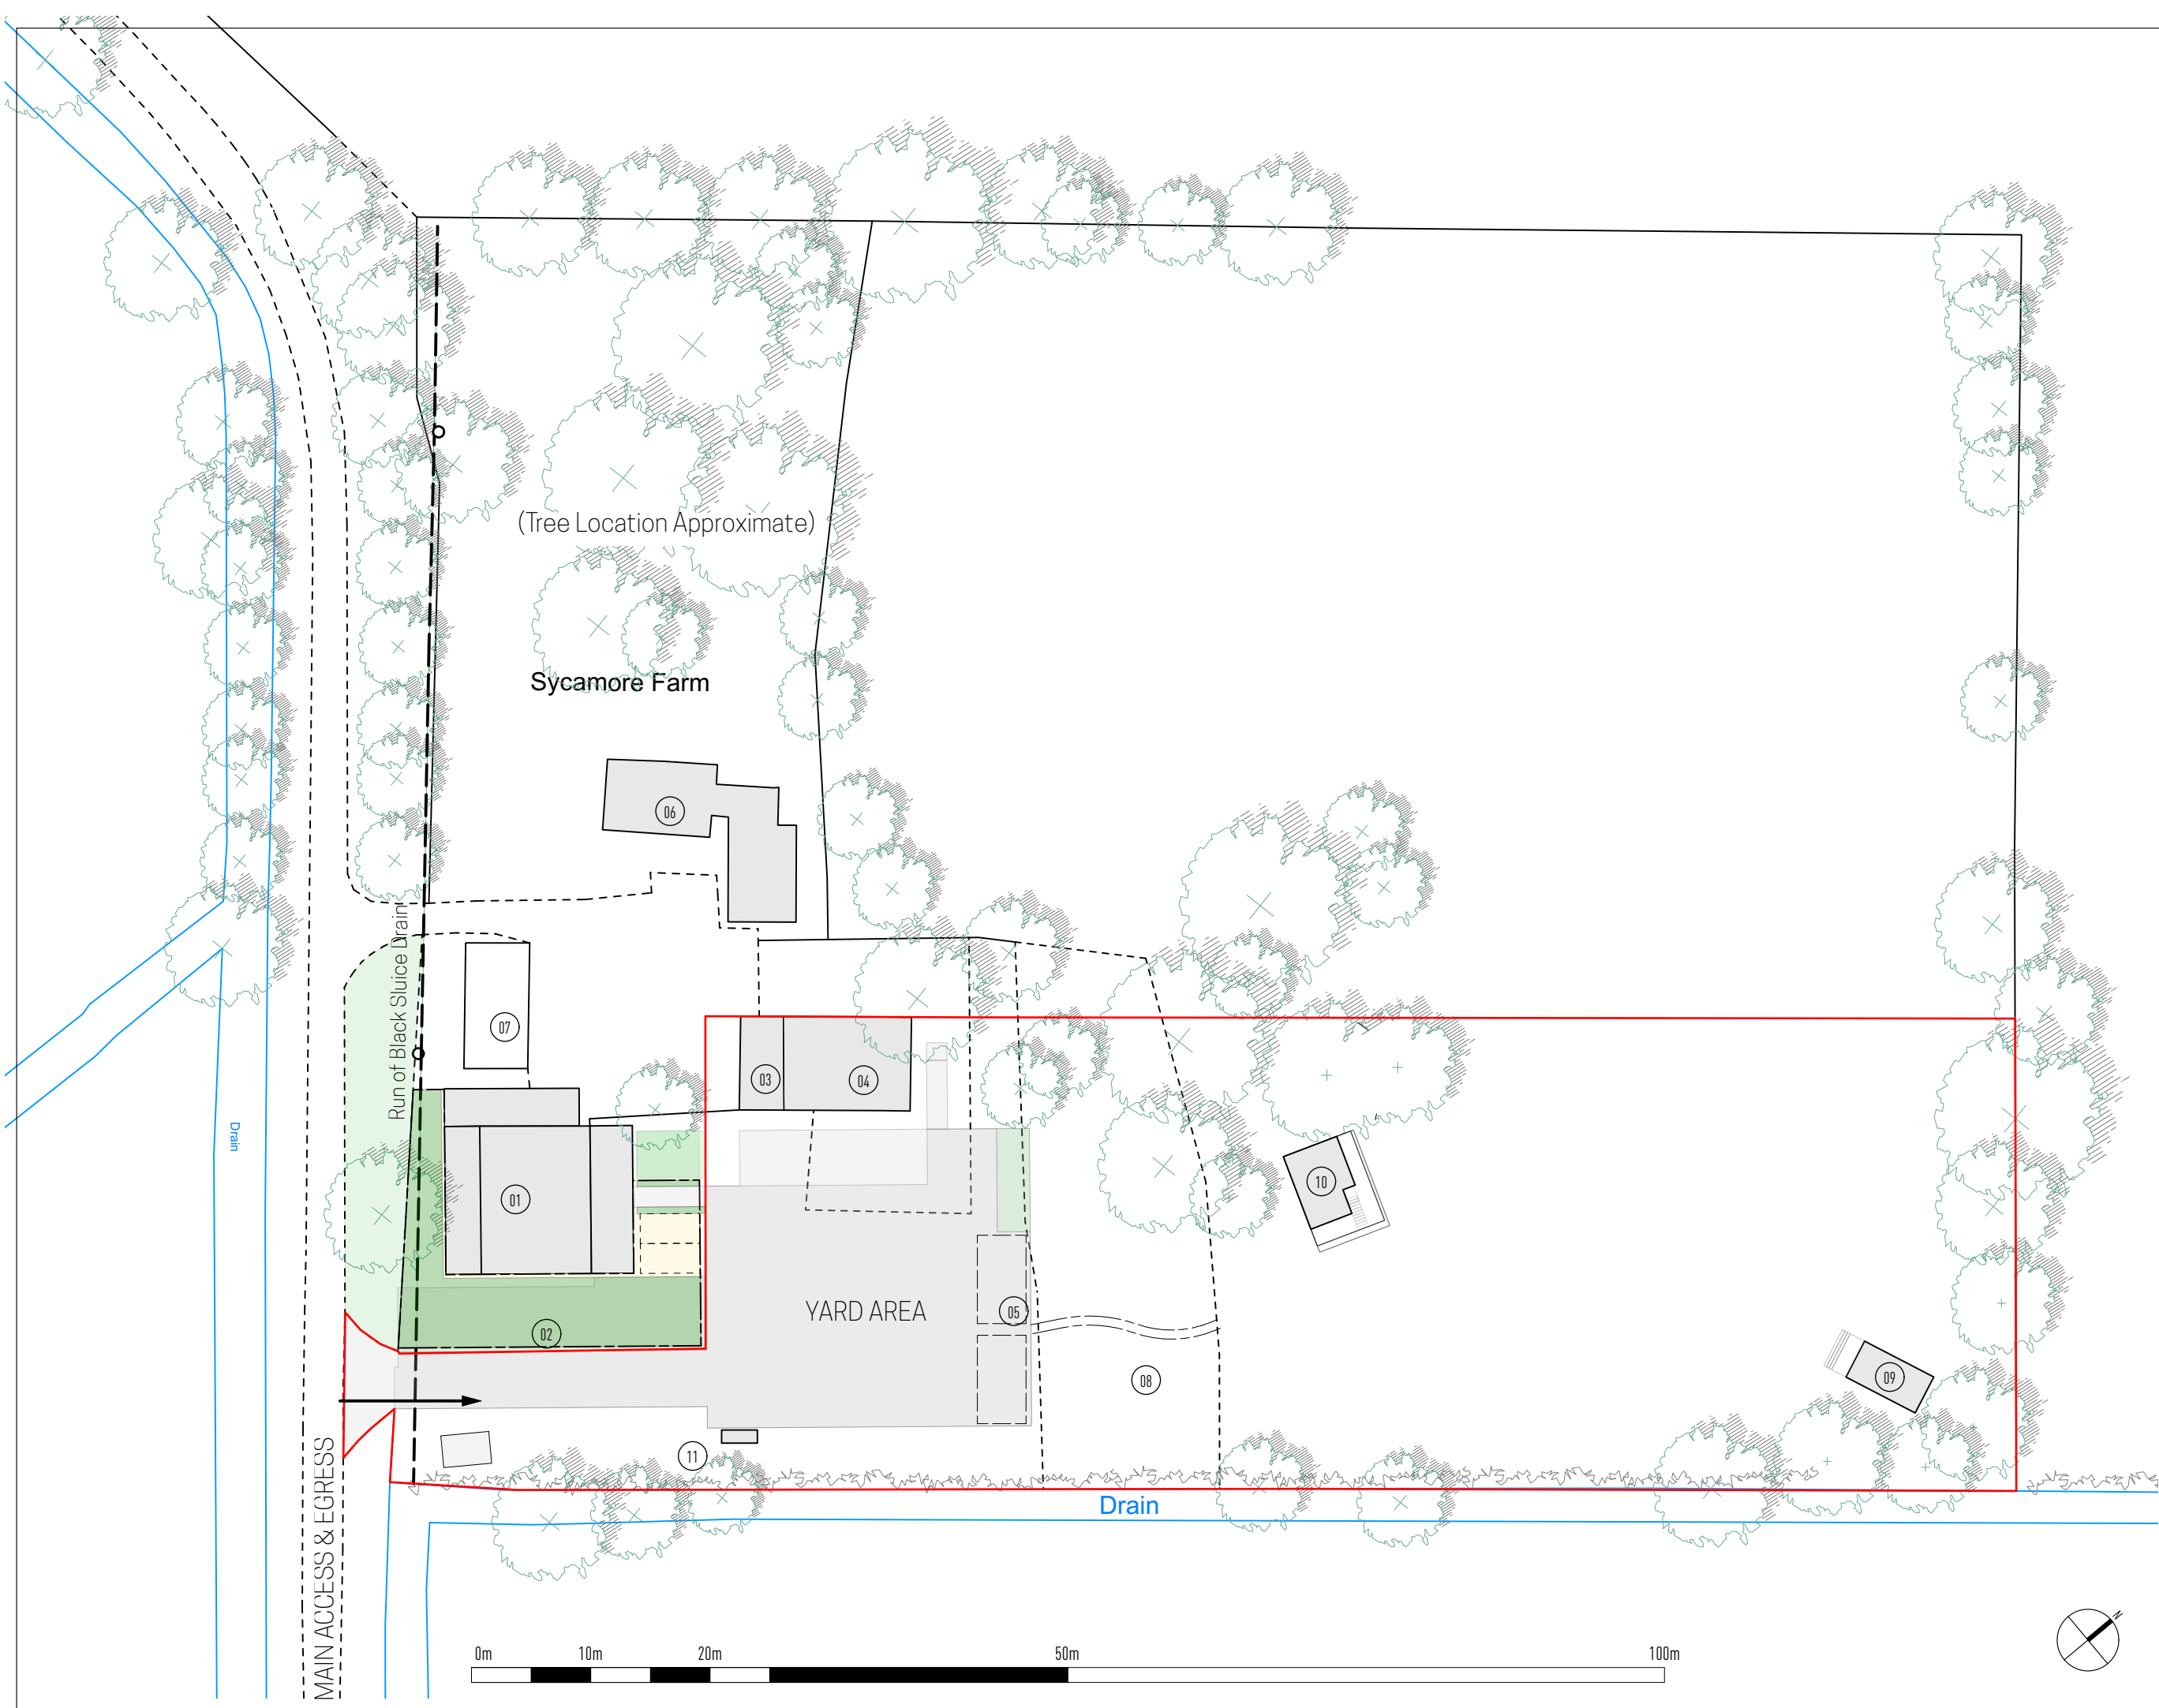 (Tree Location Approximate)
Sycamore Farm
06
Run of Black Sluice Drain
07
03
04
Drain
01
10
02
YARD AREA
05
08
09
11
MAIN ACCESS & EGRESS
Drain
0m
10m
20m
50m
100m
N